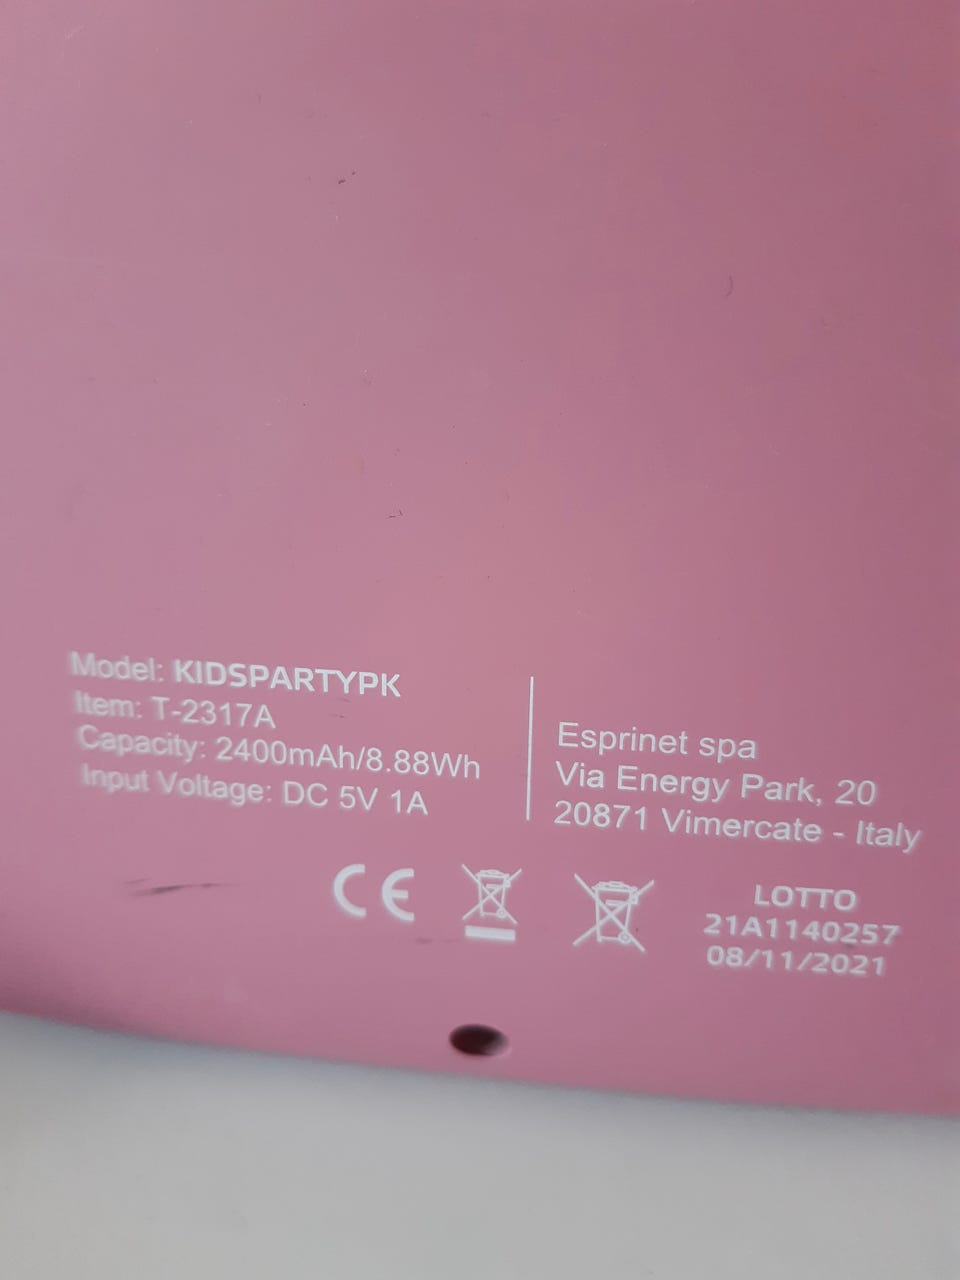 Model: KIDSPARTYPK
Item: T-2317A
Capacity: 2400mAh/8.88Wh
Input Voltage: DC 5V 1A
Esprinet spa
Via Energy Park, 20
20871 Vimercate - Italy
CE
LOTTO
21A1140257
08/11/2021